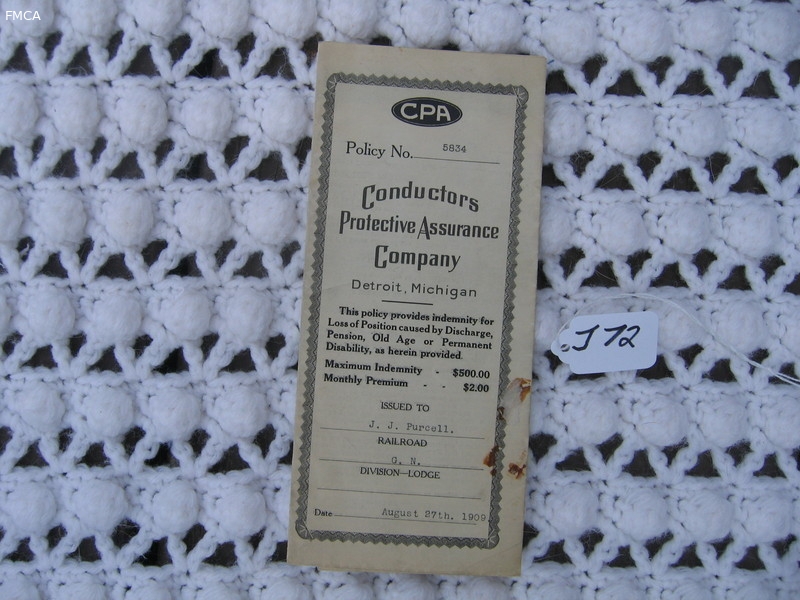 FMCA
CPA
Policy No. 5834
Conductors
Protective Assurance
Company
Detroit, Michigan
This policy provides indemnity for
Loss of Position caused by Discharge,
Pension, Old Age or Permanent
Disability, as herein provided.
Maximum Indemnity - $500.00
Monthly Premium - - $2.00
ISSUED TO
J. J. Purcell.
RAILROAD
G. N.
DIVISION—LODGE
Date August 27th. 1909
J 72